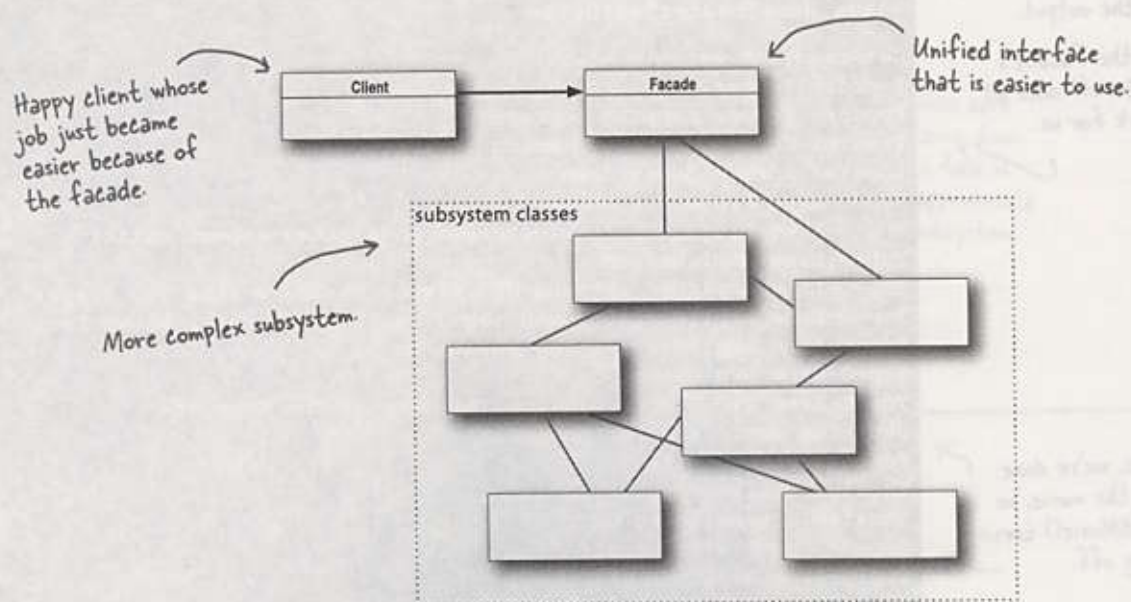 Happy client whose
job just became
easier because of
the facade.
Client
Facade
Unified interface
that is easier to use.
subsystem classes
More complex subsystem.